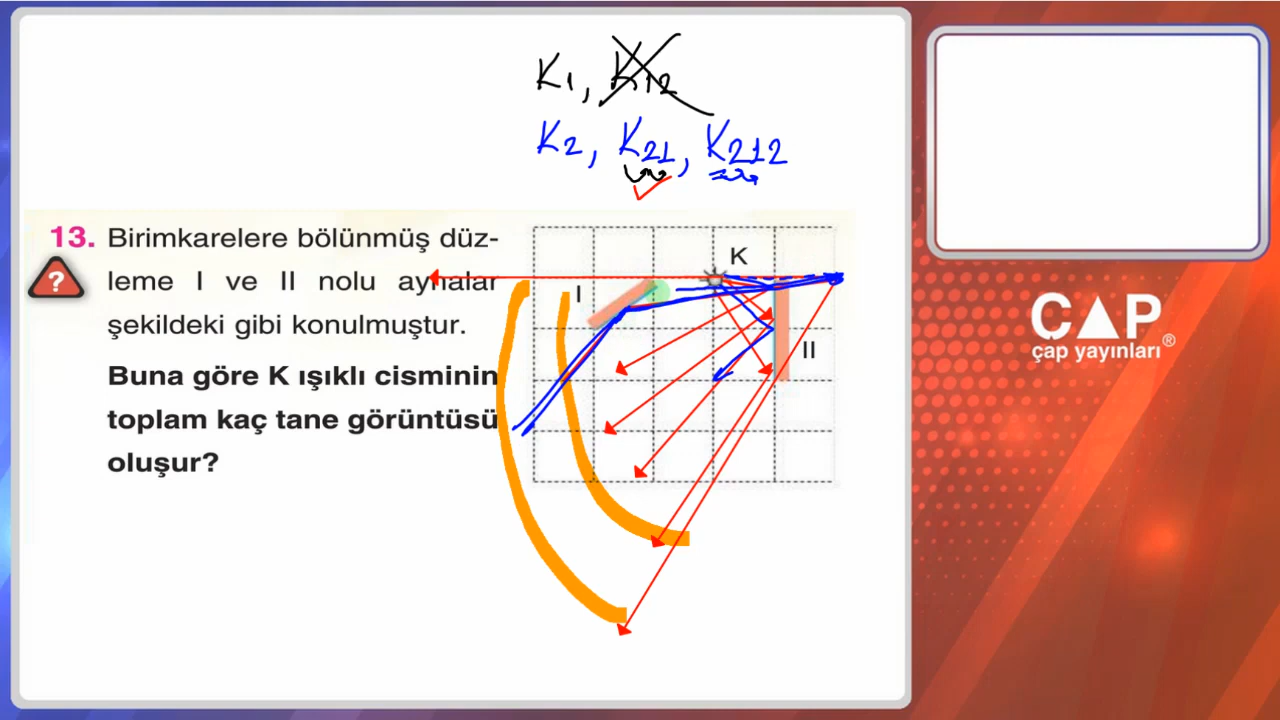 K1, K12
K2, K21, K212
13. Birimkarelere bölünmüş düz-
leme I ve II nolu aynalar
şekildeki gibi konulmuştur.
Buna göre K ışıklı cisminin
toplam kaç tane görüntüsü
oluşur?
?
K
I
II
ÇAP
çap yayınları®